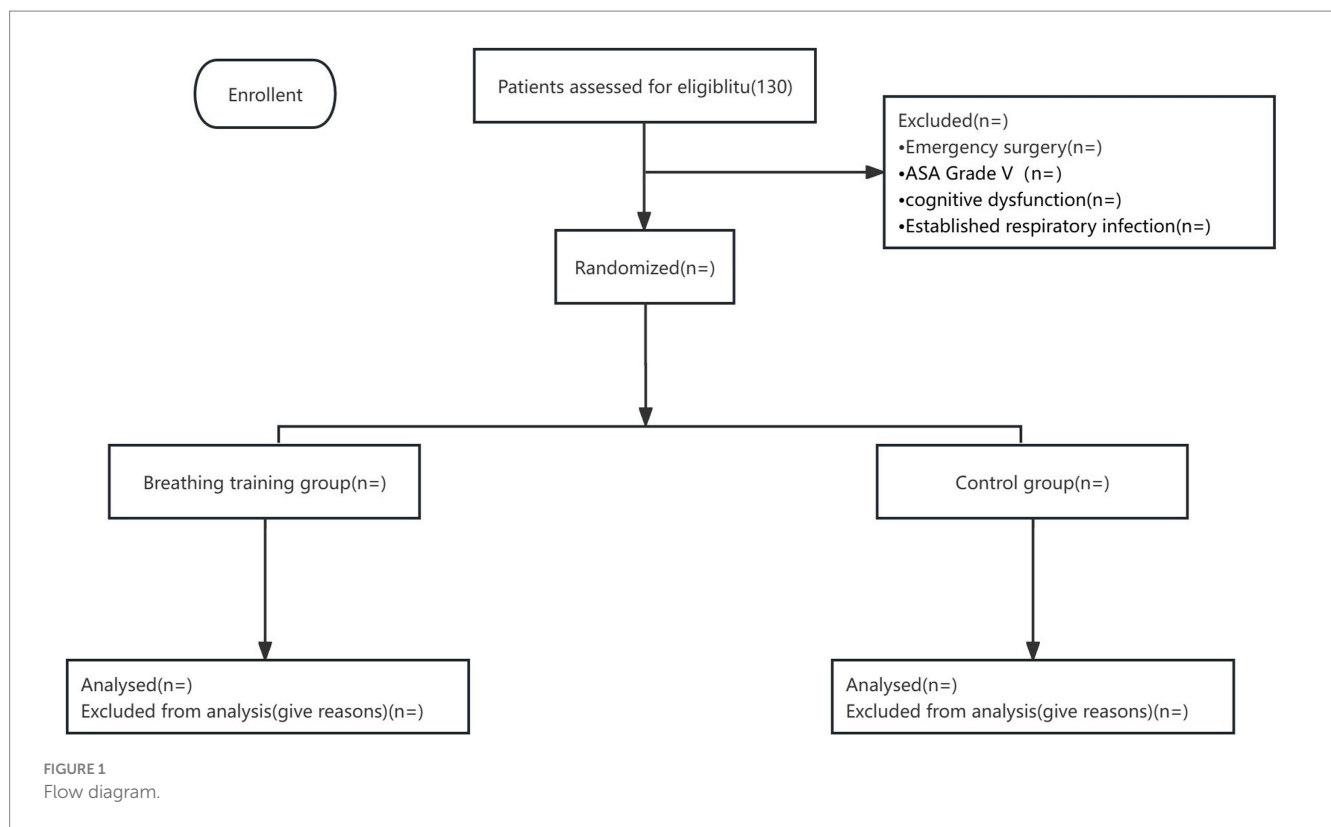 Enrollent
Patients assessed for eligiblitu(130)
Excluded(n=)
•Emergency surgery(n=)
•ASA Grade V（n=）
•cognitive dysfunction(n=)
•Established respiratory infection(n=)
Randomized(n=)
Breathing training group(n=)
Control group(n=)
Analysed(n=)
Excluded from analysis(give reasons)(n=)
Analysed(n=)
Excluded from analysis(give reasons)(n=)
FIGURE 1
Flow diagram.